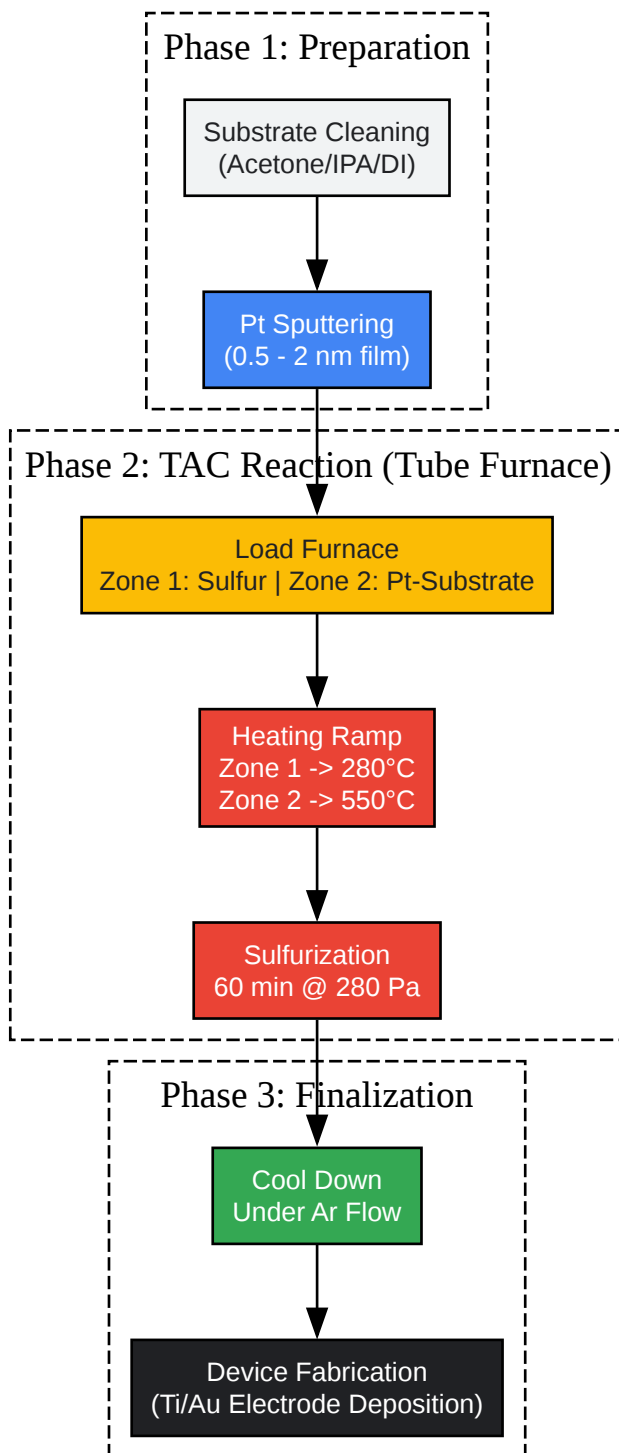 Phase 1: Preparation
Substrate Cleaning
(Acetone/IPA/DI)
Pt Sputtering
(0.5 - 2 nm film)
Phase 2: TAC Reaction (Tube Furnace)
Load Furnace
Zone 1: Sulfur | Zone 2: Pt-Substrate
Heating Ramp
Zone 1 -> 280°C
Zone 2 -> 550°C
Sulfurization
60 min @ 280 Pa
Phase 3: Finalization
Cool Down
Under Ar Flow
Device Fabrication
(Ti/Au Electrode Deposition)